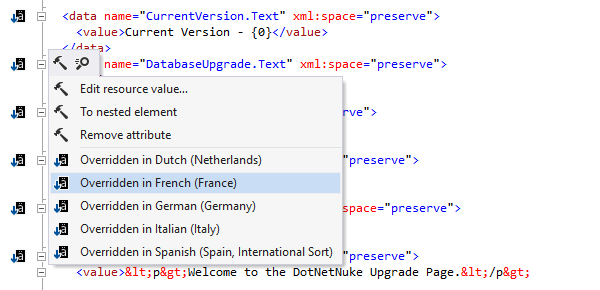 <data name="CurrentVersion.Text" xml:space="preserve">
<value>Current Version - {0}</value>
</data>
name="DatabaseUpgrade.Text" xml:space="preserve">
Edit resource value...
To nested element
ve">
Remove attribute
Overridden in Dutch (Netherlands)
"preserve">
Overridden in French (France)
Overridden in German (Germany)
="preserve">
Overridden in Italian (Italy)
Overridden in Spanish (Spain, International Sort)
"preserve">
<value>&lt;p&gt;Welcome to the DotNetNuke Upgrade Page.&lt;/p&gt;